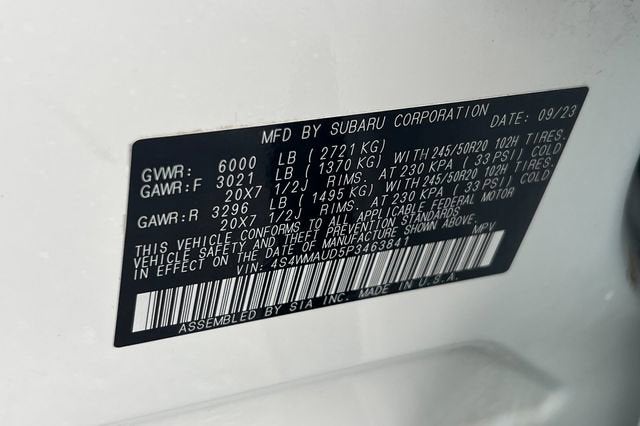 MFD BY SUBARU CORPORATION DATE: 09/23
GVWR: 6000 LB ( 2721 KG)
GAWR:F 3021 LB ( 1370 KG) WITH 245/50R20 102H TIRES,
20X7 1/2J RIMS, AT 230 KPA ( 33 PSI) COLD
GAWR:R 3296 LB ( 1495 KG) WITH 245/50R20 102H TIRES,
20X7 1/2J RIMS, AT 230 KPA ( 33 PSI) COLD
THIS VEHICLE CONFORMS TO ALL APPLICABLE FEDERAL MOTOR
VEHICLE SAFETY AND THEFT PREVENTION STANDARDS
IN EFFECT ON THE DATE OF MANUFACTURE SHOWN ABOVE.
VIN: 4S4WMAUD5P3463841 MPV
ASSEMBLED BY SIA INC. MADE IN U.S.A.